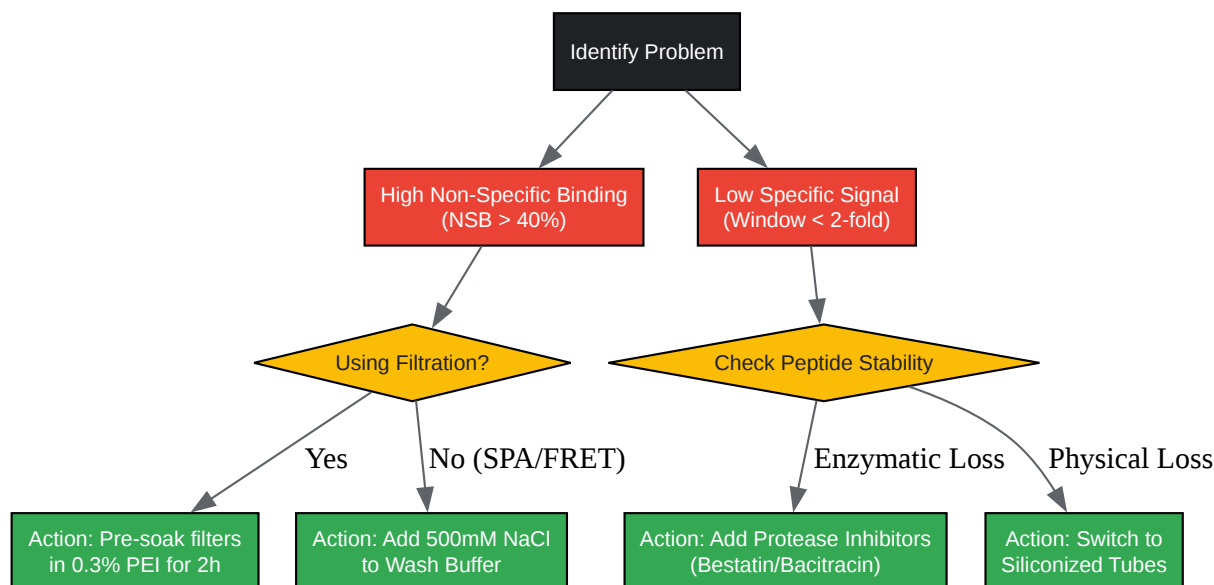 Identify Problem
High Non-Specific Binding
(NSB > 40%)
Low Specific Signal
(Window < 2-fold)
Using Filtration?
Check Peptide Stability
Yes
No (SPA/FRET)
Enzymatic Loss
Physical Loss
Action: Pre-soak filters
in 0.3% PEI for 2h
Action: Add 500mM NaCl
to Wash Buffer
Action: Add Protease Inhibitors
(Bestatin/Bacitracin)
Action: Switch to
Siliconized Tubes